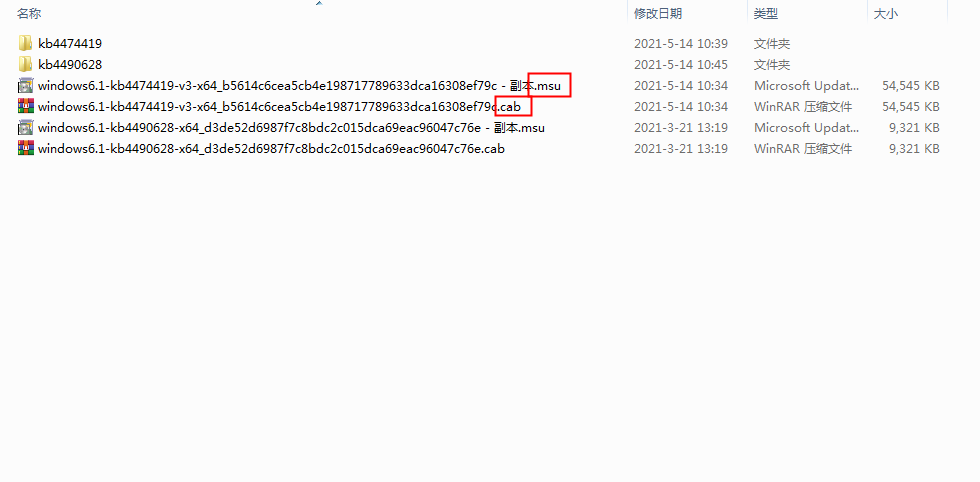 名称 修改日期 类型 大小
kb4474419 2021-5-14 10:39 文件夹
kb4490628 2021-5-14 10:45 文件夹
windows6.1-kb4474419-v3-x64_b5614c6cea5cb4e198717789633dca16308ef79c - 副本.msu 2021-5-14 10:34 Microsoft Updat... 54,545 KB
windows6.1-kb4474419-v3-x64_b5614c6cea5cb4e198717789633dca16308ef79c.cab 2021-5-14 10:34 WinRAR 压缩文件 54,545 KB
windows6.1-kb4490628-x64_d3de52d6987f7c8bdc2c015dca69eac96047c76e - 副本.msu 2021-3-21 13:19 Microsoft Updat... 9,321 KB
windows6.1-kb4490628-x64_d3de52d6987f7c8bdc2c015dca69eac96047c76e.cab 2021-3-21 13:19 WinRAR 压缩文件 9,321 KB